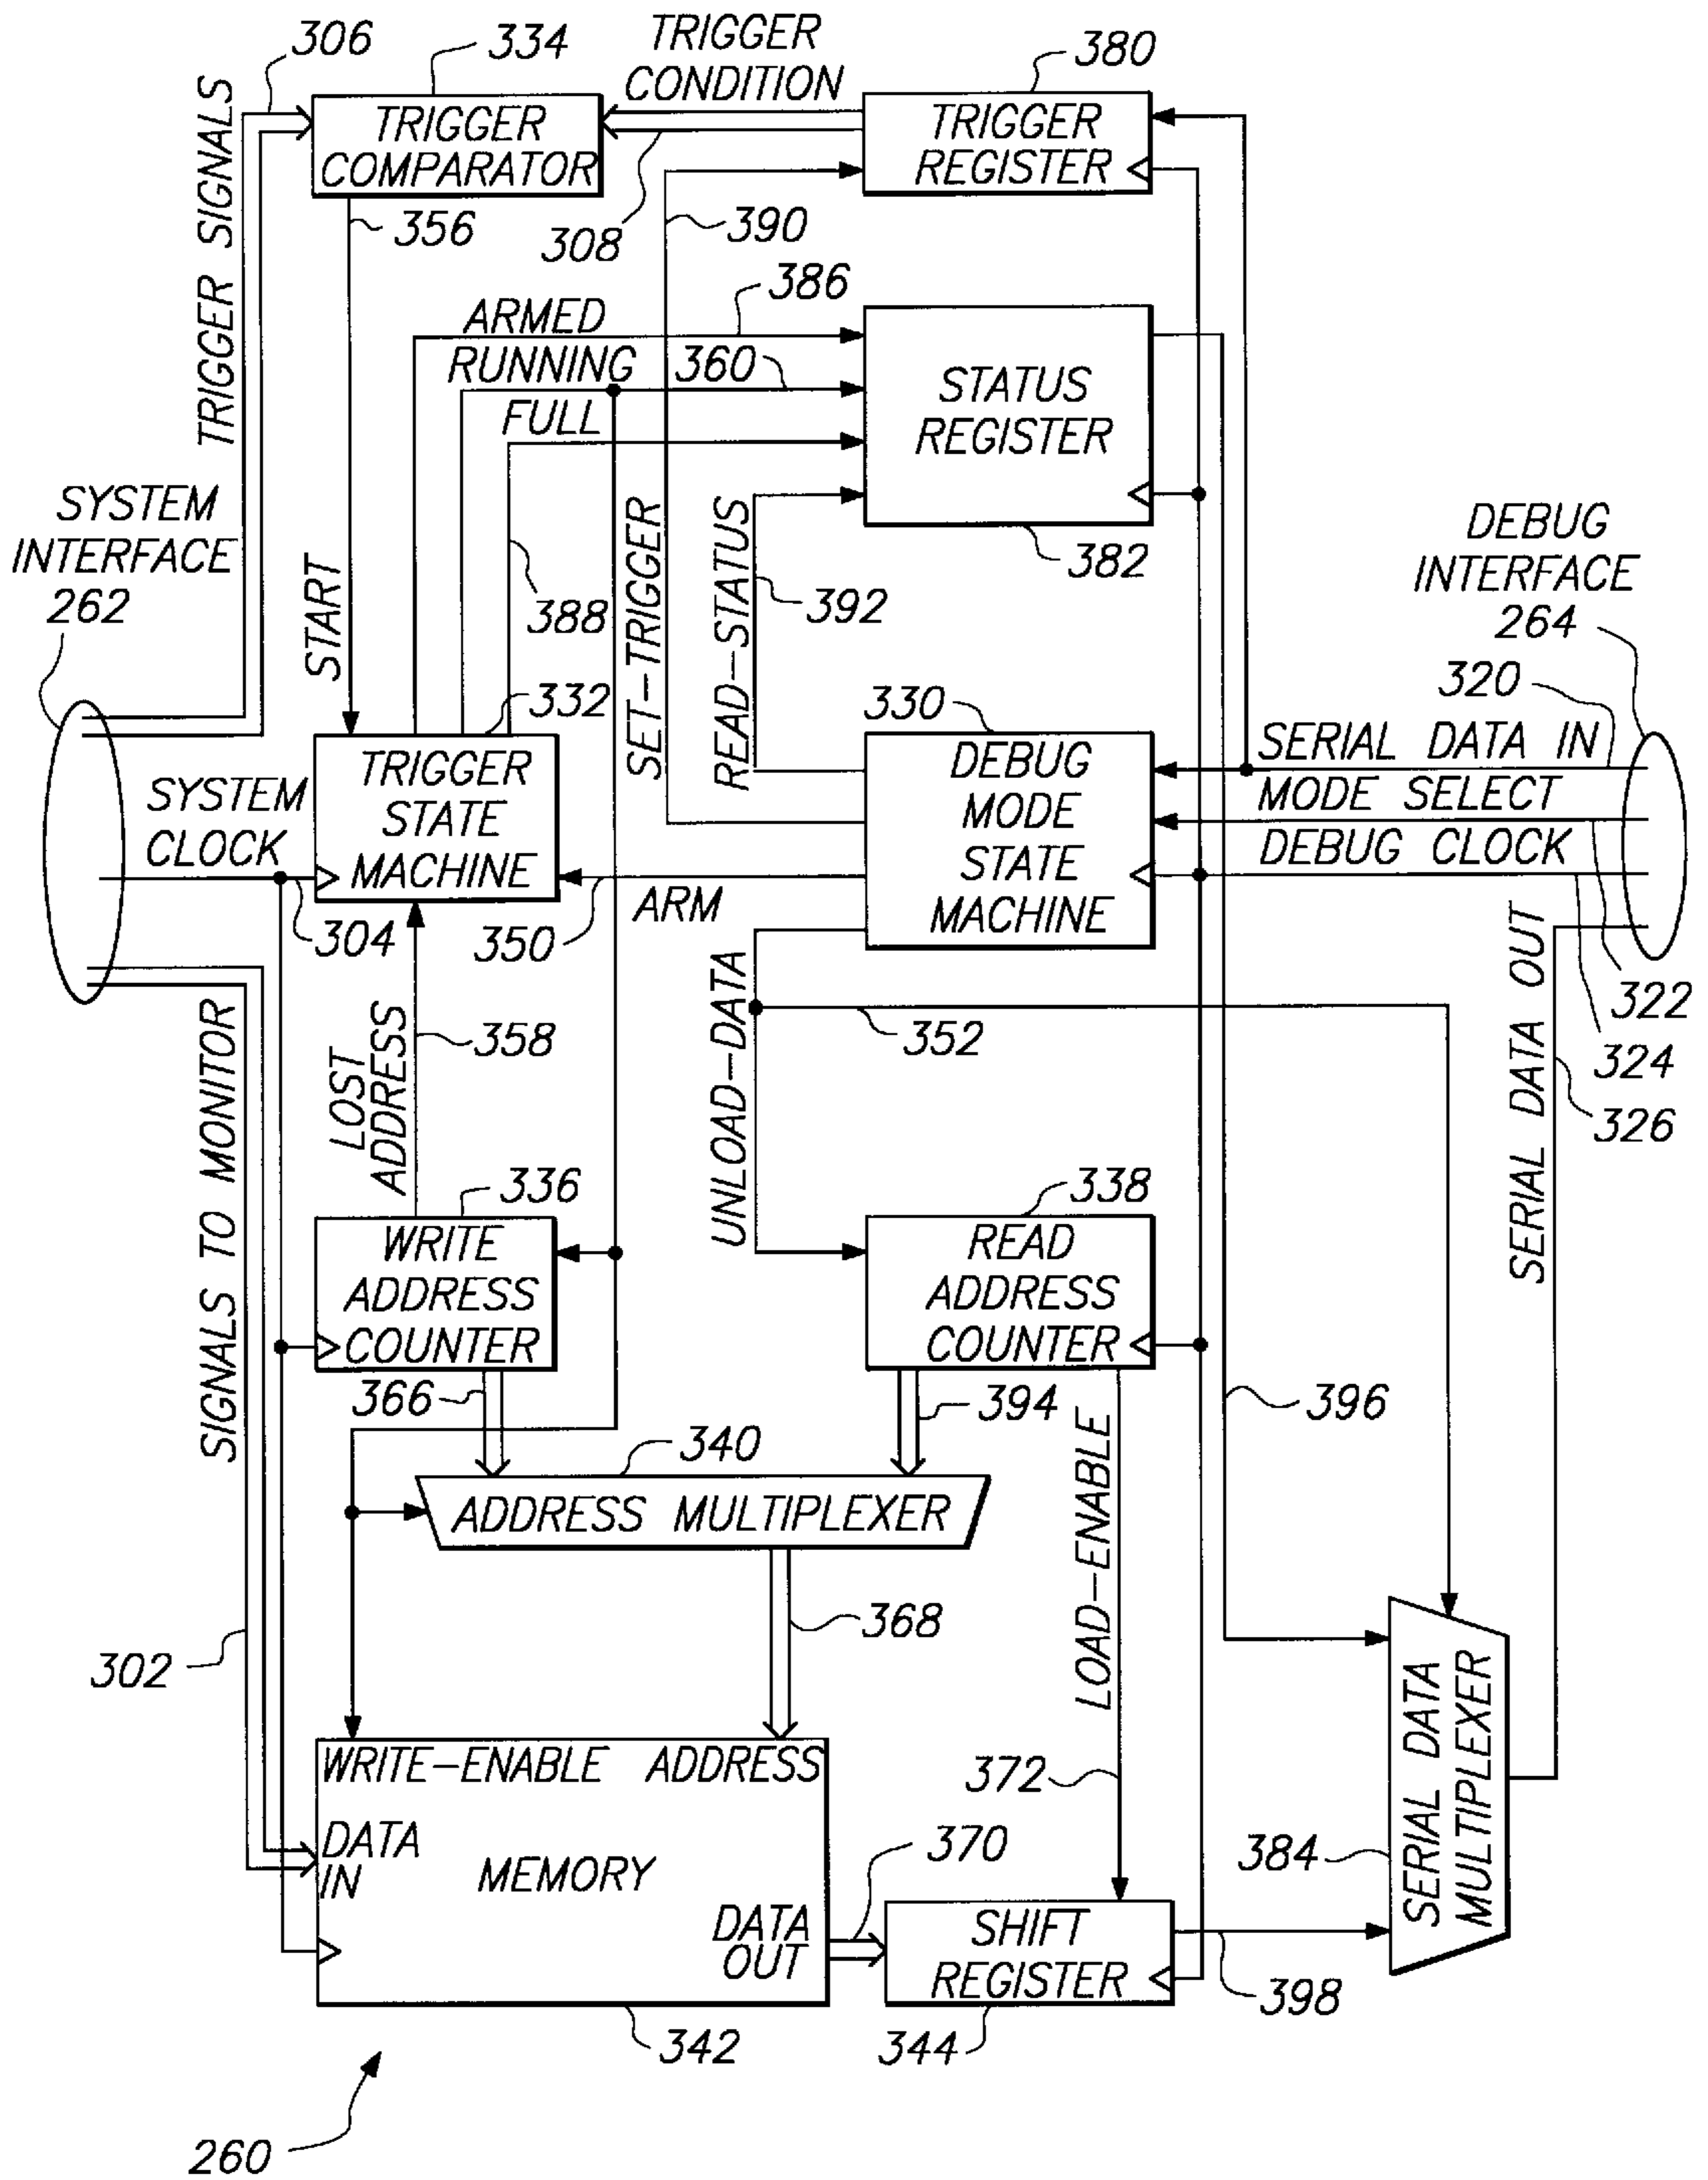 306
334
TRIGGER
CONDITION
380
TRIGGER SIGNALS
TRIGGER
COMPARATOR
TRIGGER
REGISTER
356
308
390
386
ARMED
RUNNING
360
FULL
STATUS
REGISTER
382
SYSTEM
INTERFACE
262
START
388
SET-TRIGGER
READ-STATUS
392
DEBUG
INTERFACE
264
320
332
330
TRIGGER
STATE
MACHINE
DEBUG
MODE
STATE
MACHINE
SERIAL DATA IN
MODE SELECT
DEBUG CLOCK
SYSTEM
CLOCK
304
350
ARM
322
324
326
SERIAL DATA OUT
SIGNALS TO MONITOR
LOST
ADDRESS
358
UNLOAD-DATA
352
336
338
WRITE
ADDRESS
COUNTER
READ
ADDRESS
COUNTER
366
394
396
340
ADDRESS MULTIPLEXER
LOAD-ENABLE
368
302
WRITE-ENABLE ADDRESS
372
DATA
IN
MEMORY
370
384
SERIAL DATA
MULTIPLEXER
DATA
OUT
SHIFT
REGISTER
398
342
344
260